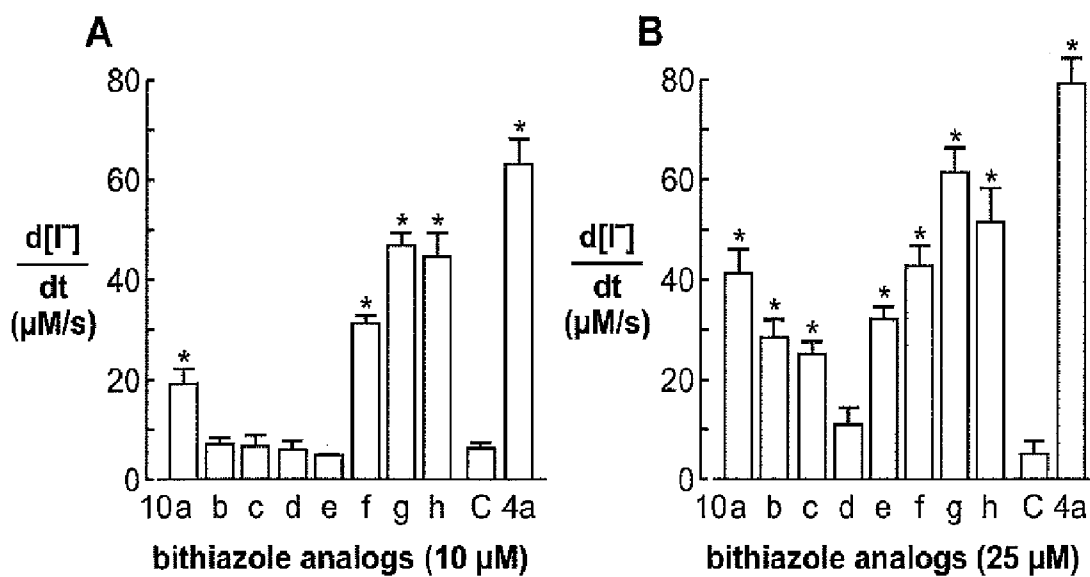 A
80
60
40
20
0
d[I⁻]
dt
(µM/s)
*
*
*
*
*
10a b c d e f g h C 4a
bithiazole analogs (10 µM)
B
80
60
40
20
0
d[I⁻]
dt
(µM/s)
*
*
*
*
*
*
*
*
10a b c d e f g h C 4a
bithiazole analogs (25 µM)